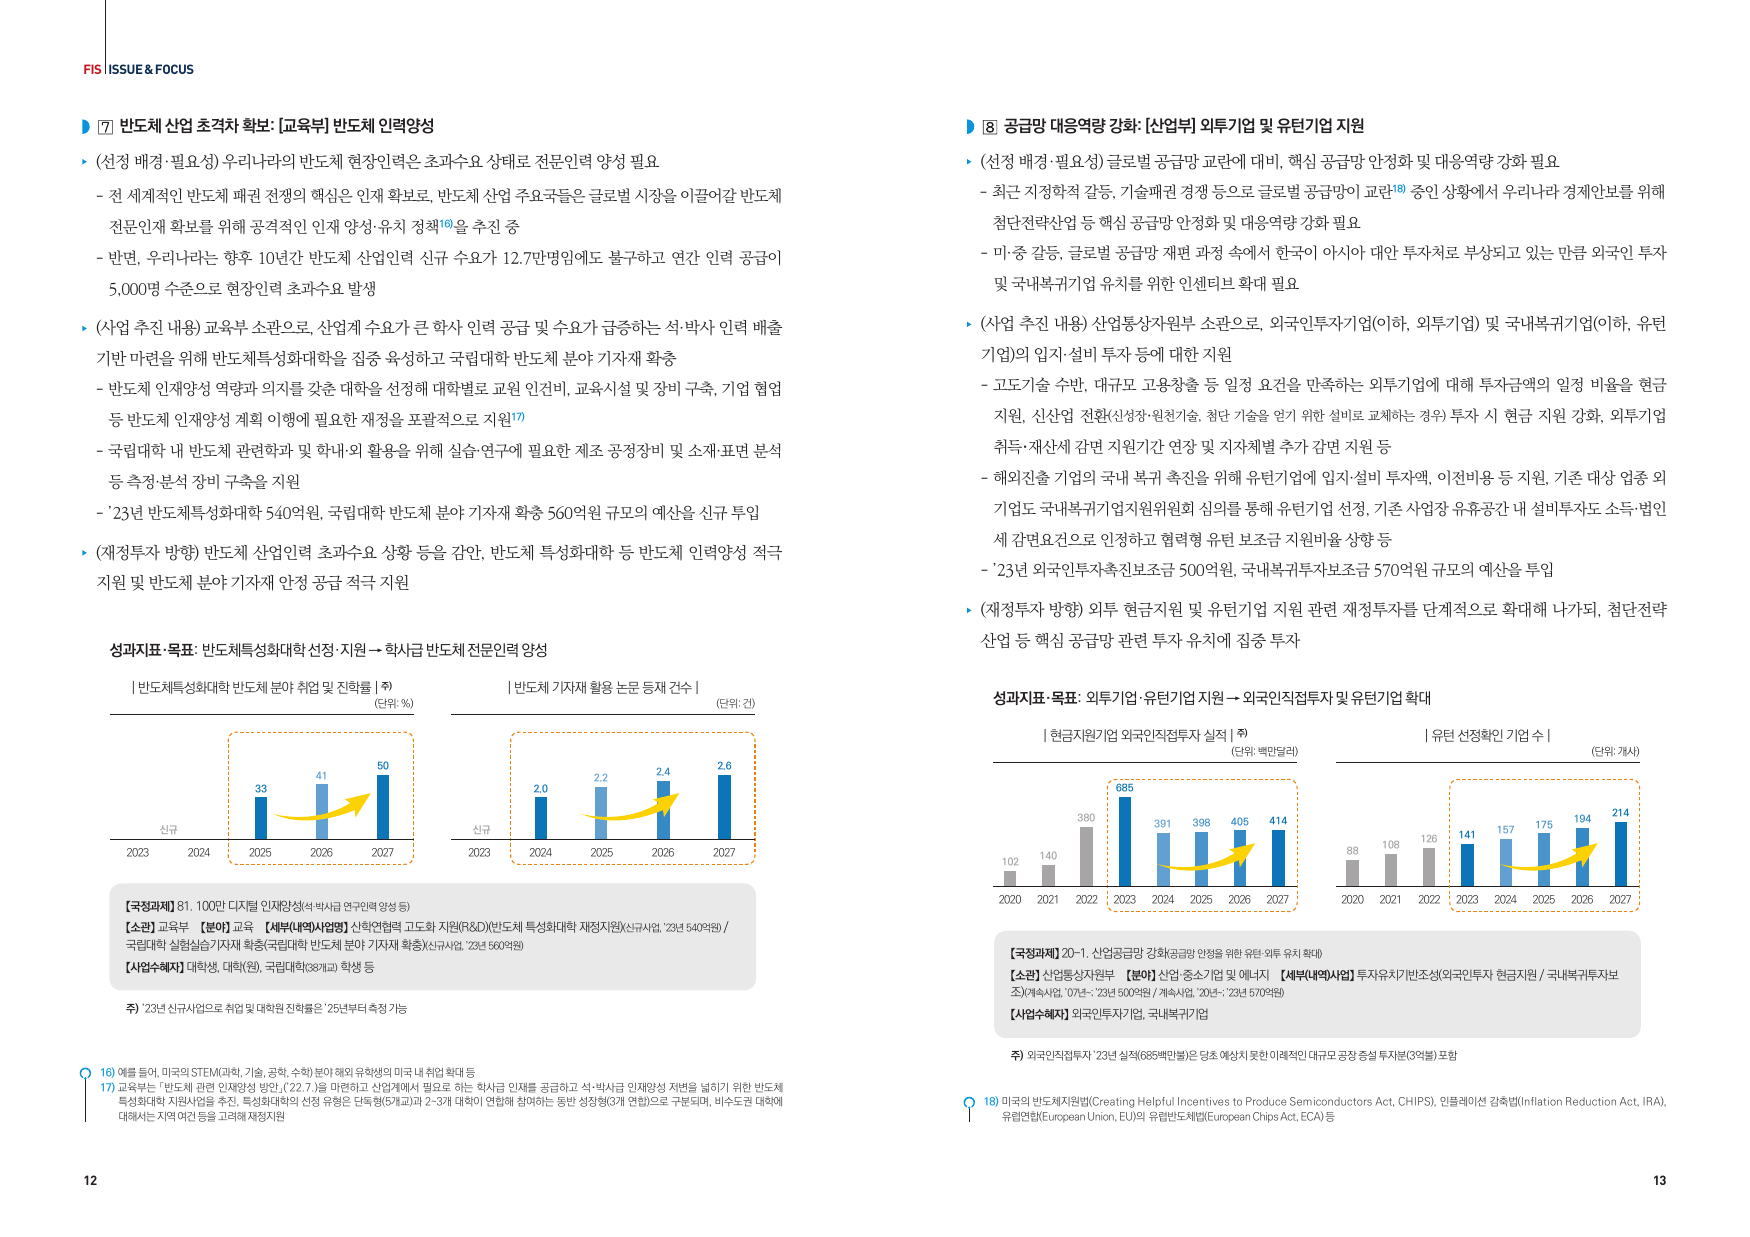 FIS ISSUE & FOCUS
7 반도체 산업 초격차 확보: [교육부] 반도체 인력양성
▸ (선정 배경·필요성) 우리나라의 반도체 현장인력은 초과수요 상태로 전문인력 양성 필요
- 전 세계적인 반도체 패권 전쟁의 핵심은 인재 확보로, 반도체 산업 주요국들은 글로벌 시장을 이끌어갈 반도체
전문인재 확보를 위해 공격적인 인재 양성·유치 정책16)을 추진 중
- 반면, 우리나라는 향후 10년간 반도체 산업인력 신규 수요가 12.7만명임에도 불구하고 연간 인력 공급이
5,000명 수준으로 현장인력 초과수요 발생
▸ (사업 추진 내용) 교육부 소관으로, 산업계 수요가 큰 학사 인력 공급 및 수요가 급증하는 석·박사 인력 배출
기반 마련을 위해 반도체특성화대학을 집중 육성하고 국립대학 반도체 분야 기자재 확충
- 반도체 인재양성 역량과 의지를 갖춘 대학을 선정해 대학별로 교원 인건비, 교육시설 및 장비 구축, 기업 협업
등 반도체 인재양성 계획 이행에 필요한 재정을 포괄적으로 지원17)
- 국립대학 내 반도체 관련학과 및 학내·외 활용을 위해 실습·연구에 필요한 제조 공정장비 및 소재·표면 분석
등 측정·분석 장비 구축을 지원
- ’23년 반도체특성화대학 540억원, 국립대학 반도체 분야 기자재 확충 560억원 규모의 예산을 신규 투입
▸ (재정투자 방향) 반도체 산업인력 초과수요 상황 등을 감안, 반도체 특성화대학 등 반도체 인력양성 적극
지원 및 반도체 분야 기자재 안정 공급 적극 지원
성과지표·목표: 반도체특성화대학 선정·지원 → 학사급 반도체 전문인력 양성
| 반도체특성화대학 반도체 분야 취업 및 진학률 | 주)
(단위: %)
신규 33 41 50
2023 2024 2025 2026 2027
| 반도체 기자재 활용 논문 등재 건수 |
(단위: 건)
신규 2.0 2.2 2.4 2.6
2023 2024 2025 2026 2027
【국정과제】 81. 100만 디지털 인재양성(석·박사급 연구인력 양성 등)
【소관】 교육부 【분야】 교육 【세부(내역)사업명】 산학연협력 고도화 지원(R&D)(반도체 특성화대학 재정지원)(신규사업, ’23년 540억원) /
국립대학 실험실습기자재 확충(국립대학 반도체 분야 기자재 확충)(신규사업, ’23년 560억원)
【사업수혜자】 대학생, 대학(원), 국립대학(38개교) 학생 등
주) ’23년 신규사업으로 취업 및 대학원 진학률은 ’25년부터 측정 가능
16) 예를 들어, 미국의 STEM(과학, 기술, 공학, 수학) 분야 해외 유학생의 미국 내 취업 확대 등
17) 교육부는 「반도체 관련 인재양성 방안」(’22.7.)을 마련하고 산업계에서 필요로 하는 학사급 인재를 공급하고 석·박사급 인재양성 저변을 넓히기 위한 반도체
특성화대학 지원사업을 추진, 특성화대학의 선정 유형은 단독형(5개교)과 2~3개 대학이 연합해 참여하는 동반 성장형(3개 연합)으로 구분되며, 비수도권 대학에
대해서는 지역 여건 등을 고려해 재정지원
12
8 공급망 대응역량 강화: [산업부] 외투기업 및 유턴기업 지원
▸ (선정 배경·필요성) 글로벌 공급망 교란에 대비, 핵심 공급망 안정화 및 대응역량 강화 필요
- 최근 지정학적 갈등, 기술패권 경쟁 등으로 글로벌 공급망이 교란18) 중인 상황에서 우리나라 경제안보를 위해
첨단전략산업 등 핵심 공급망 안정화 및 대응역량 강화 필요
- 미·중 갈등, 글로벌 공급망 재편 과정 속에서 한국이 아시아 대안 투자처로 부상되고 있는 만큼 외국인 투자
및 국내복귀기업 유치를 위한 인센티브 확대 필요
▸ (사업 추진 내용) 산업통상자원부 소관으로, 외국인투자기업(이하, 외투기업) 및 국내복귀기업(이하, 유턴
기업)의 입지·설비 투자 등에 대한 지원
- 고도기술 수반, 대규모 고용창출 등 일정 요건을 만족하는 외투기업에 대해 투자금액의 일정 비율을 현금
지원, 신산업 전환(신성장·원천기술, 첨단 기술을 얻기 위한 설비로 교체하는 경우) 투자 시 현금 지원 강화, 외투기업
취득·재산세 감면 지원기간 연장 및 지자체별 추가 감면 지원 등
- 해외진출 기업의 국내 복귀 촉진을 위해 유턴기업에 입지·설비 투자액, 이전비용 등 지원, 기존 대상 업종 외
기업도 국내복귀기업지원위원회 심의를 통해 유턴기업 선정, 기존 사업장 유휴공간 내 설비투자도 소득·법인
세 감면요건으로 인정하고 협력형 유턴 보조금 지원비율 상향 등
- ’23년 외국인투자촉진보조금 500억원, 국내복귀투자보조금 570억원 규모의 예산을 투입
▸ (재정투자 방향) 외투 현금지원 및 유턴기업 지원 관련 재정투자를 단계적으로 확대해 나가되, 첨단전략
산업 등 핵심 공급망 관련 투자 유치에 집중 투자
성과지표·목표: 외투기업·유턴기업 지원 → 외국인직접투자 및 유턴기업 확대
| 현금지원기업 외국인직접투자 실적 | 주)
(단위: 백만달러)
102 140 380 685 391 398 405 414
2020 2021 2022 2023 2024 2025 2026 2027
| 유턴 선정확인 기업 수 |
(단위: 개사)
88 108 126 141 157 175 194 214
2020 2021 2022 2023 2024 2025 2026 2027
【국정과제】 20-1. 산업공급망 강화(공급망 안정을 위한 유턴·외투 유치 확대)
【소관】 산업통상자원부 【분야】 산업·중소기업 및 에너지 【세부(내역)사업】 투자유치기반조성(외국인투자 현금지원 / 국내복귀투자보
조)(계속사업, ’07년~: ’23년 500억원 / 계속사업, ’20년~: ’23년 570억원)
【사업수혜자】 외국인투자기업, 국내복귀기업
주) 외국인직접투자 ’23년 실적(685백만불)은 당초 예상치 못한 이례적인 대규모 공장 증설 투자분(3억불) 포함
18) 미국의 반도체지원법(Creating Helpful Incentives to Produce Semiconductors Act, CHIPS), 인플레이션 감축법(Inflation Reduction Act, IRA),
유럽연합(European Union, EU)의 유럽반도체법(European Chips Act, ECA) 등
13